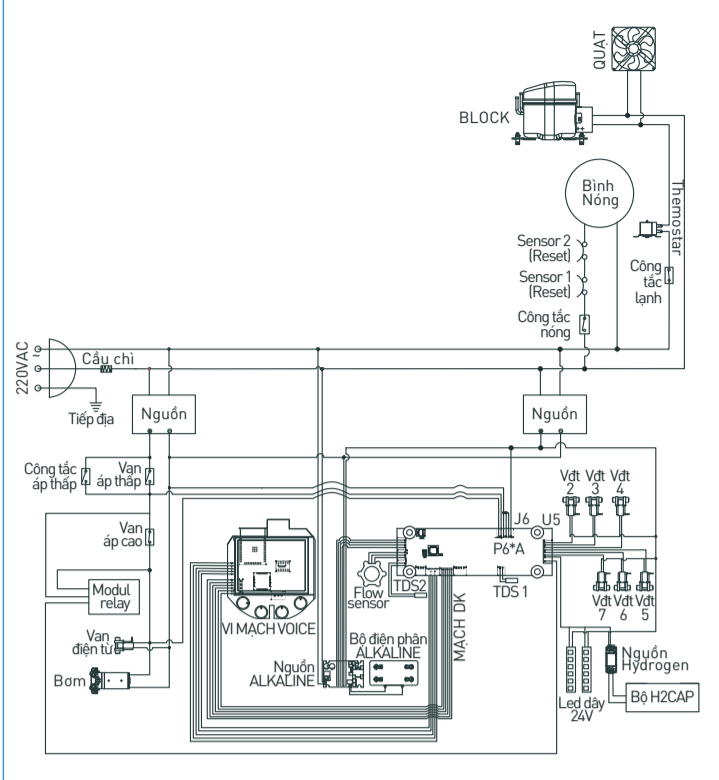 QUẠT
BLOCK
Bình
Nóng
Themostar
Sensor 2
(Reset)
Sensor 1
(Reset)
Công
tắc
lạnh
Công tắc
nóng
220VAC
~
Cầu chì
Tiếp địa
Nguồn
Nguồn
Công tắc
áp thấp
Van
áp thấp
Vđt
2
Vđt
3
Vđt
4
Van
áp cao
J6
U5
P6*A
Modul
relay
Flow
sensor
TDS2
TDS 1
MẠCH DK
Vđt
7
Vđt
6
Vđt
5
VI MẠCH VOICE
Van
điện từ
Bộ điện phân
ALKALINE
Nguồn
ALKALINE
Bơm
Nguồn
Hydrogen
Led dây
24V
Bộ H2CAP